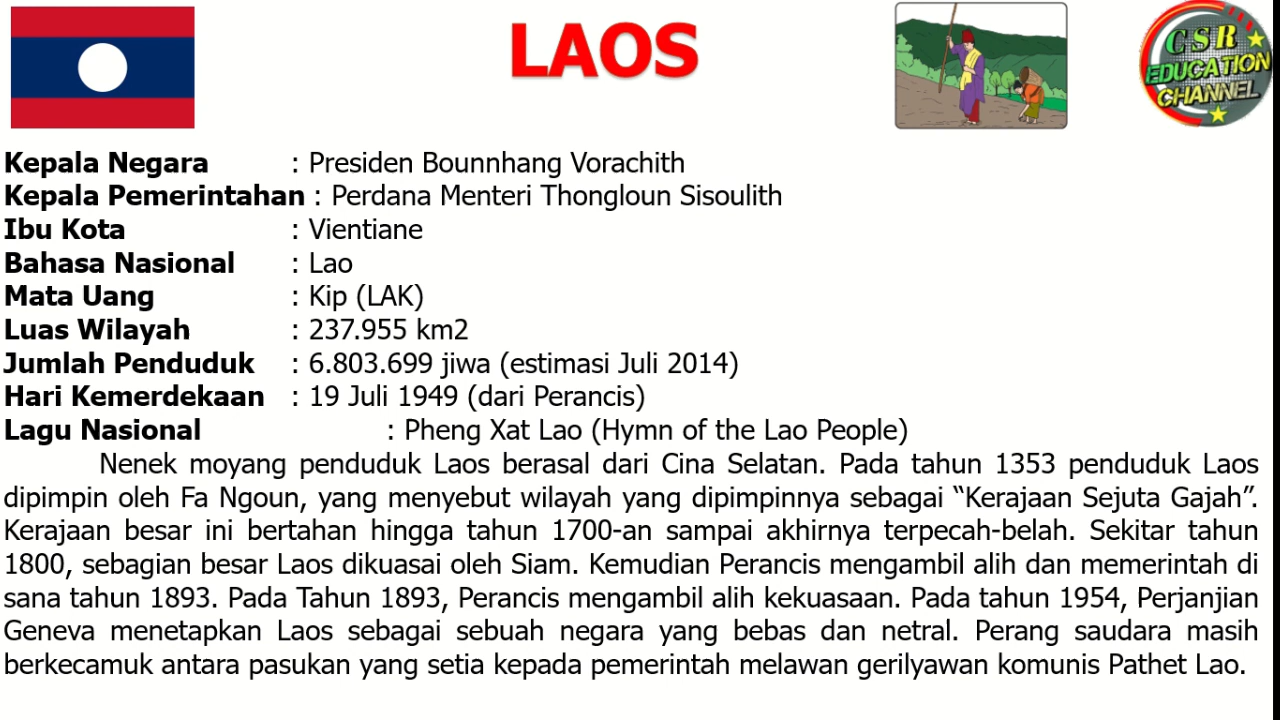 LAOS
CSR
EDUCATION
CHANNEL
Kepala Negara : Presiden Bounnhang Vorachith
Kepala Pemerintahan : Perdana Menteri Thongloun Sisoulith
Ibu Kota : Vientiane
Bahasa Nasional : Lao
Mata Uang : Kip (LAK)
Luas Wilayah : 237.955 km2
Jumlah Penduduk : 6.803.699 jiwa (estimasi Juli 2014)
Hari Kemerdekaan : 19 Juli 1949 (dari Perancis)
Lagu Nasional : Pheng Xat Lao (Hymn of the Lao People)
Nenek moyang penduduk Laos berasal dari Cina Selatan. Pada tahun 1353 penduduk Laos
dipimpin oleh Fa Ngoun, yang menyebut wilayah yang dipimpinnya sebagai “Kerajaan Sejuta Gajah”.
Kerajaan besar ini bertahan hingga tahun 1700-an sampai akhirnya terpecah-belah. Sekitar tahun
1800, sebagian besar Laos dikuasai oleh Siam. Kemudian Perancis mengambil alih dan memerintah di
sana tahun 1893. Pada Tahun 1893, Perancis mengambil alih kekuasaan. Pada tahun 1954, Perjanjian
Geneva menetapkan Laos sebagai sebuah negara yang bebas dan netral. Perang saudara masih
berkecamuk antara pasukan yang setia kepada pemerintah melawan gerilyawan komunis Pathet Lao.